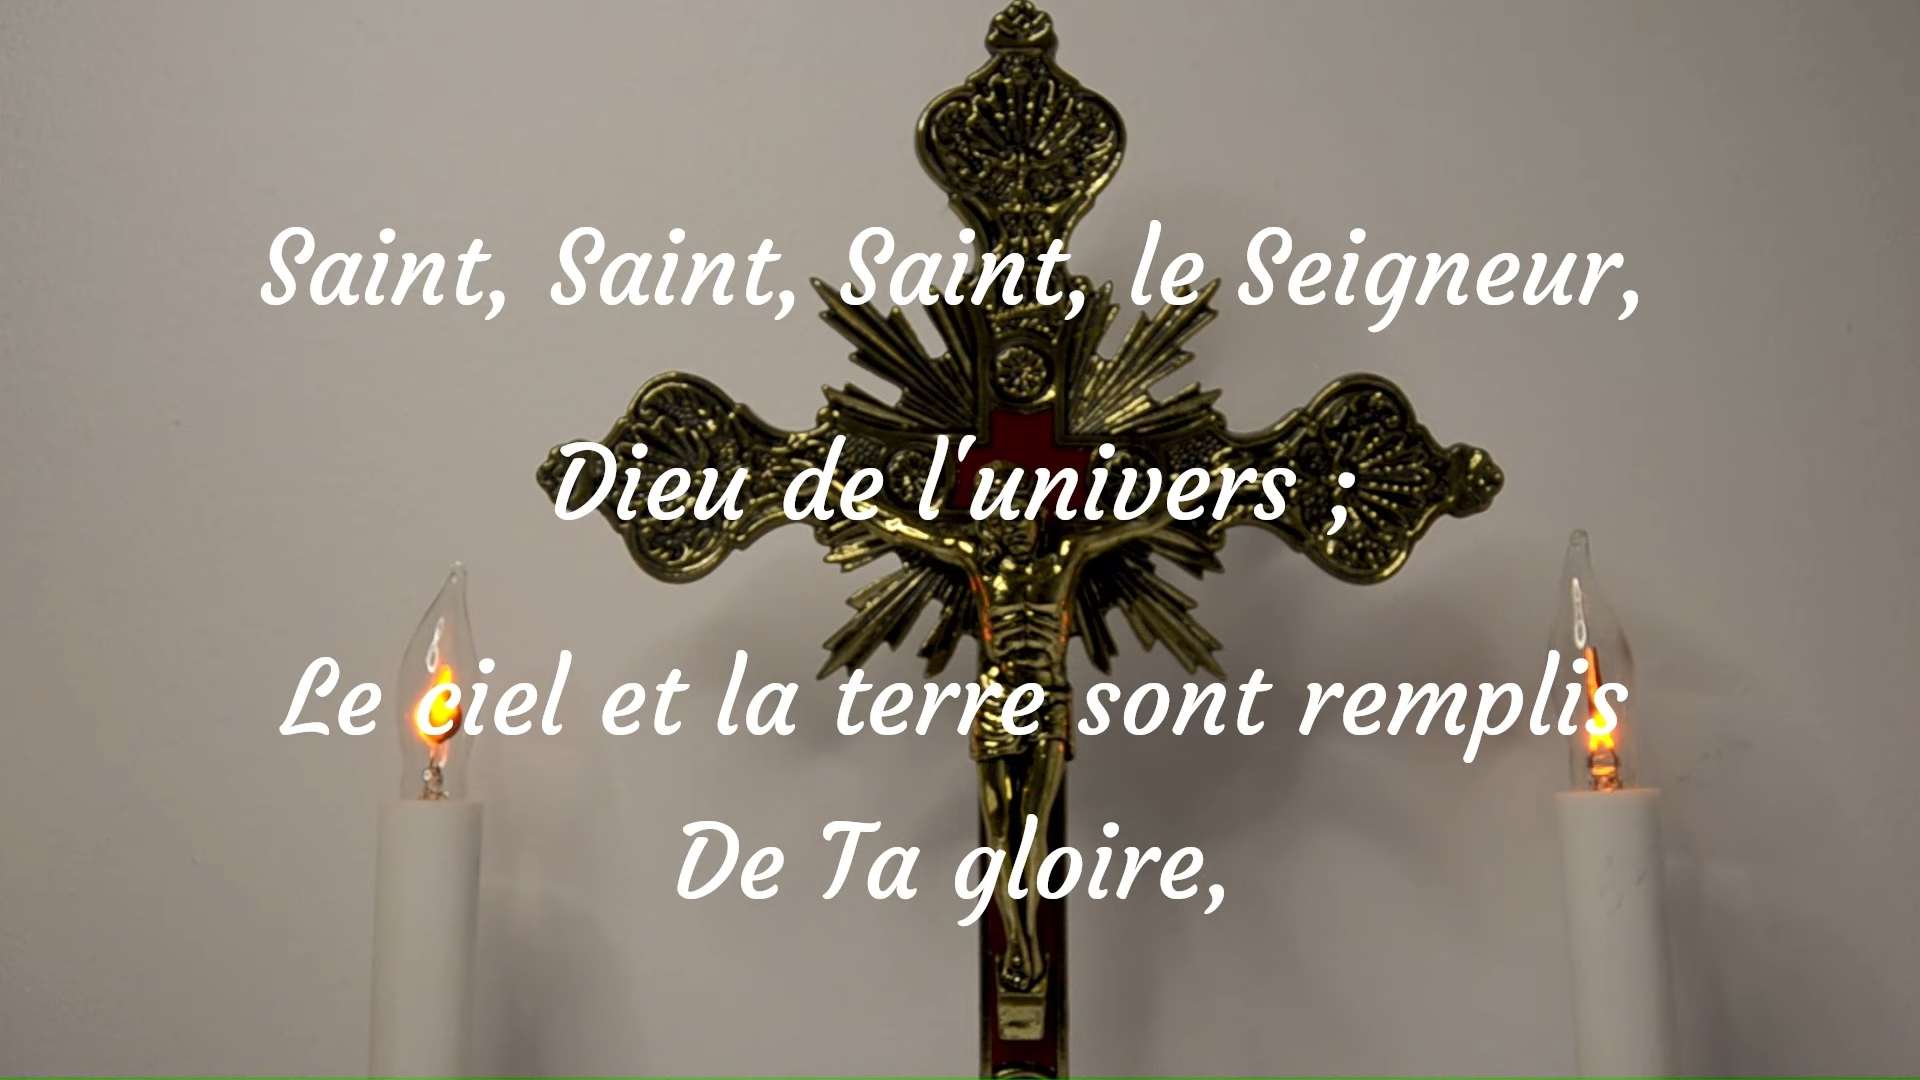 Saint, Saint, Saint, le Seigneur,
Dieu de l'univers ;
Le ciel et la terre sont remplis
De Ta gloire,